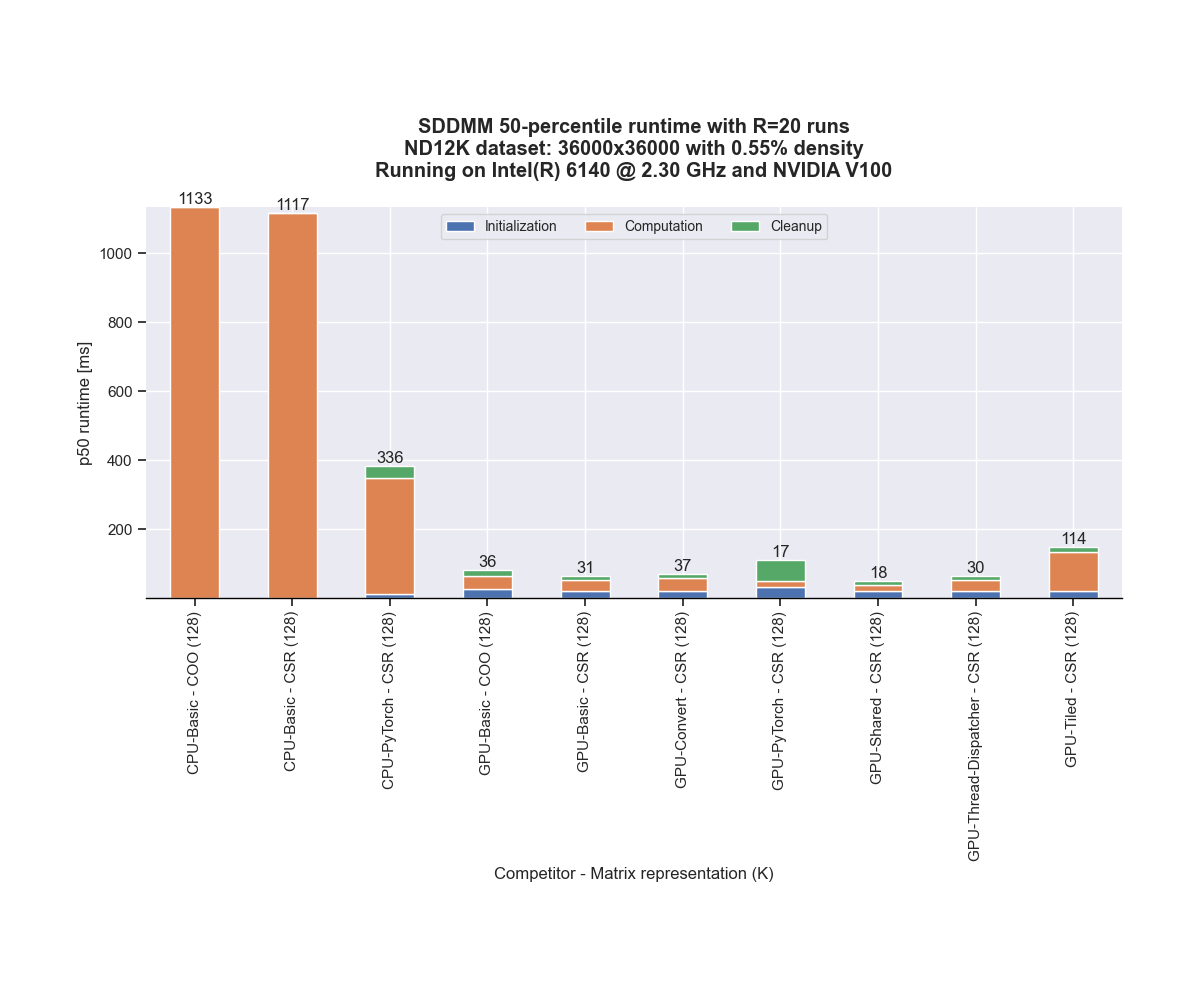 SDDMM 50-percentile runtime with R=20 runs
ND12K dataset: 36000x36000 with 0.55% density
Running on Intel(R) 6140 @ 2.30 GHz and NVIDIA V100
Initialization
Computation
Cleanup
1133
1117
336
36
31
37
17
18
30
114
1000
800
600
400
200
p50 runtime [ms]
CPU-Basic - COO (128)
CPU-Basic - CSR (128)
CPU-PyTorch - CSR (128)
GPU-Basic - COO (128)
GPU-Basic - CSR (128)
GPU-Convert - CSR (128)
GPU-PyTorch - CSR (128)
GPU-Shared - CSR (128)
GPU-Thread-Dispatcher - CSR (128)
GPU-Tiled - CSR (128)
Competitor - Matrix representation (K)